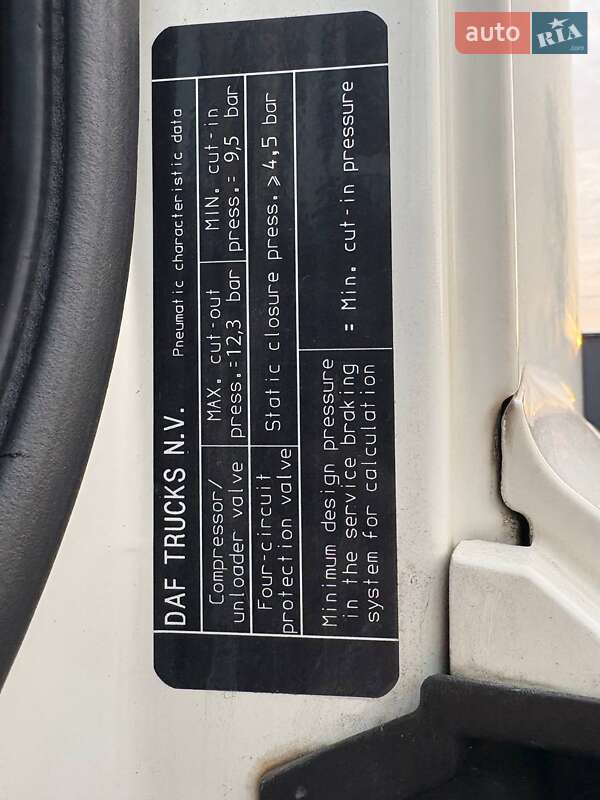 auto RIA.com
DAF TRUCKS N.V. Pneumatic characteristic data
Compressor/
unloader valve
MAX. cut-out
press.=12,3 bar
MIN. cut-in
press.= 9,5 bar
Four-circuit
protection valve
Static closure press. ⩾ 4,5 bar
Minimum design pressure
in the service braking
system for calculation
= Min. cut-in pressure